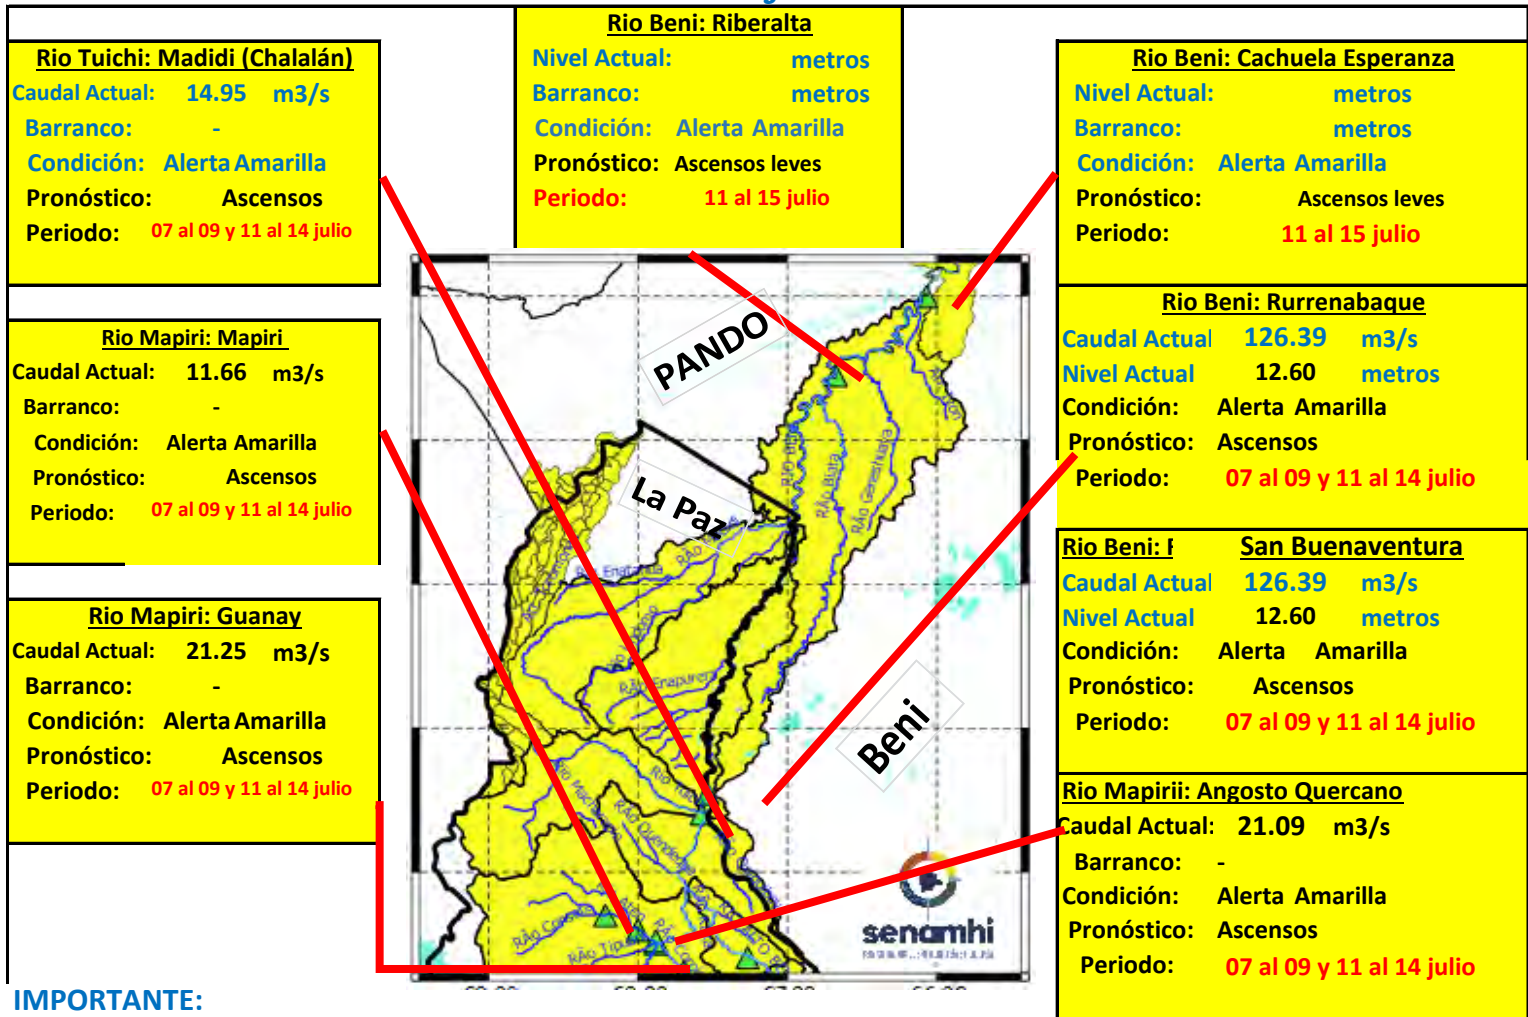 Rio Tuichi: Madidi (Chalalán)
Caudal Actual: 14.95 m3/s
Barranco: -
Condición: Alerta Amarilla
Pronóstico: Ascensos
Periodo: 07 al 09 y 11 al 14 julio
Rio Mapiri: Mapiri
Caudal Actual: 11.66 m3/s
Barranco: -
Condición: Alerta Amarilla
Pronóstico: Ascensos
Periodo: 07 al 09 y 11 al 14 julio
Rio Mapiri: Guanay
Caudal Actual: 21.25 m3/s
Barranco: -
Condición: Alerta Amarilla
Pronóstico: Ascensos
Periodo: 07 al 09 y 11 al 14 julio
Rio Beni: Riberalta
Nivel Actual: metros
Barranco: metros
Condición: Alerta Amarilla
Pronóstico: Ascensos leves
Periodo: 11 al 15 julio
PANDO
La Paz
Beni
RÃo Biata
RÃo Geneshuaya
RÃo Enapurera
senamhi
Rio Beni: Cachuela Esperanza
Nivel Actual: metros
Barranco: metros
Condición: Alerta Amarilla
Pronóstico: Ascensos leves
Periodo: 11 al 15 julio
Rio Beni: Rurrenabaque
Caudal Actual 126.39 m3/s
Nivel Actual 12.60 metros
Condición: Alerta Amarilla
Pronóstico: Ascensos
Periodo: 07 al 09 y 11 al 14 julio
Rio Beni: San Buenaventura
Caudal Actual 126.39 m3/s
Nivel Actual 12.60 metros
Condición: Alerta Amarilla
Pronóstico: Ascensos
Periodo: 07 al 09 y 11 al 14 julio
Rio Mapirii: Angosto Quercano
Caudal Actual: 21.09 m3/s
Barranco: -
Condición: Alerta Amarilla
Pronóstico: Ascensos
Periodo: 07 al 09 y 11 al 14 julio
IMPORTANTE: